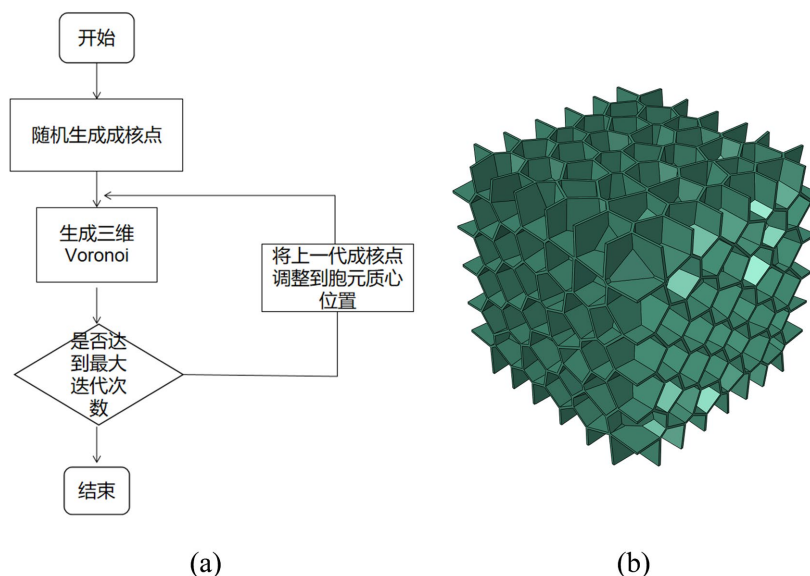 开始
随机生成成核点
生成三维
Voronoi
将上一代成核点
调整到胞元质心
位置
是否达
到最大
迭代次
数
结束
(a)
(b)